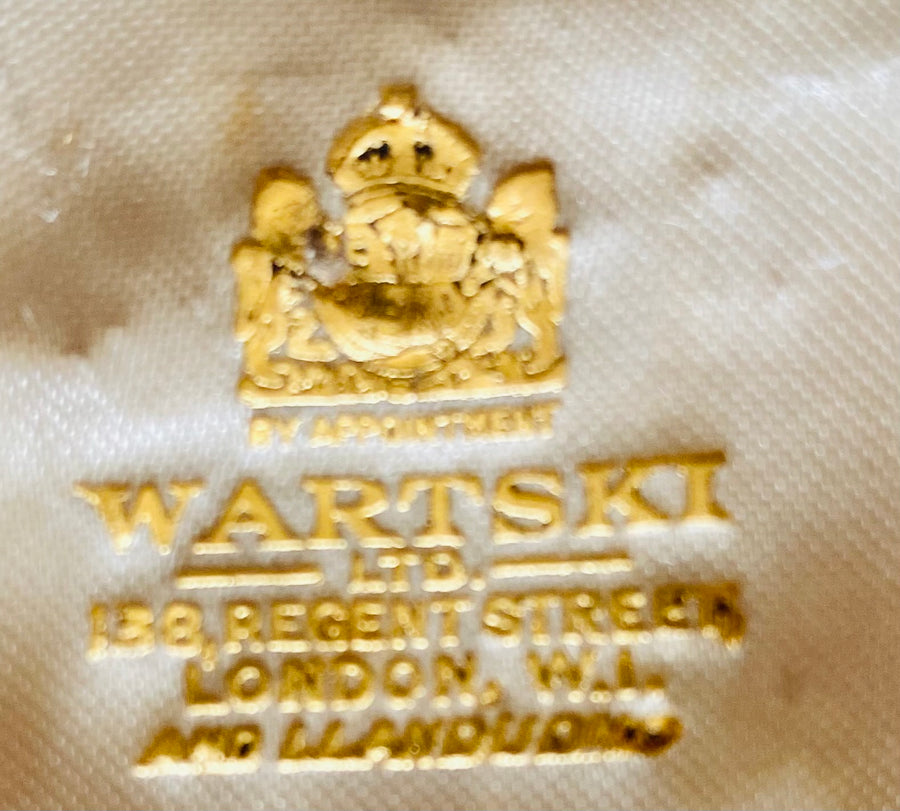 BY APPOINTMENT
WARTSKI
LTD.
138, REGENT STREET,
LONDON, W.1.
AND LLANDUDNO